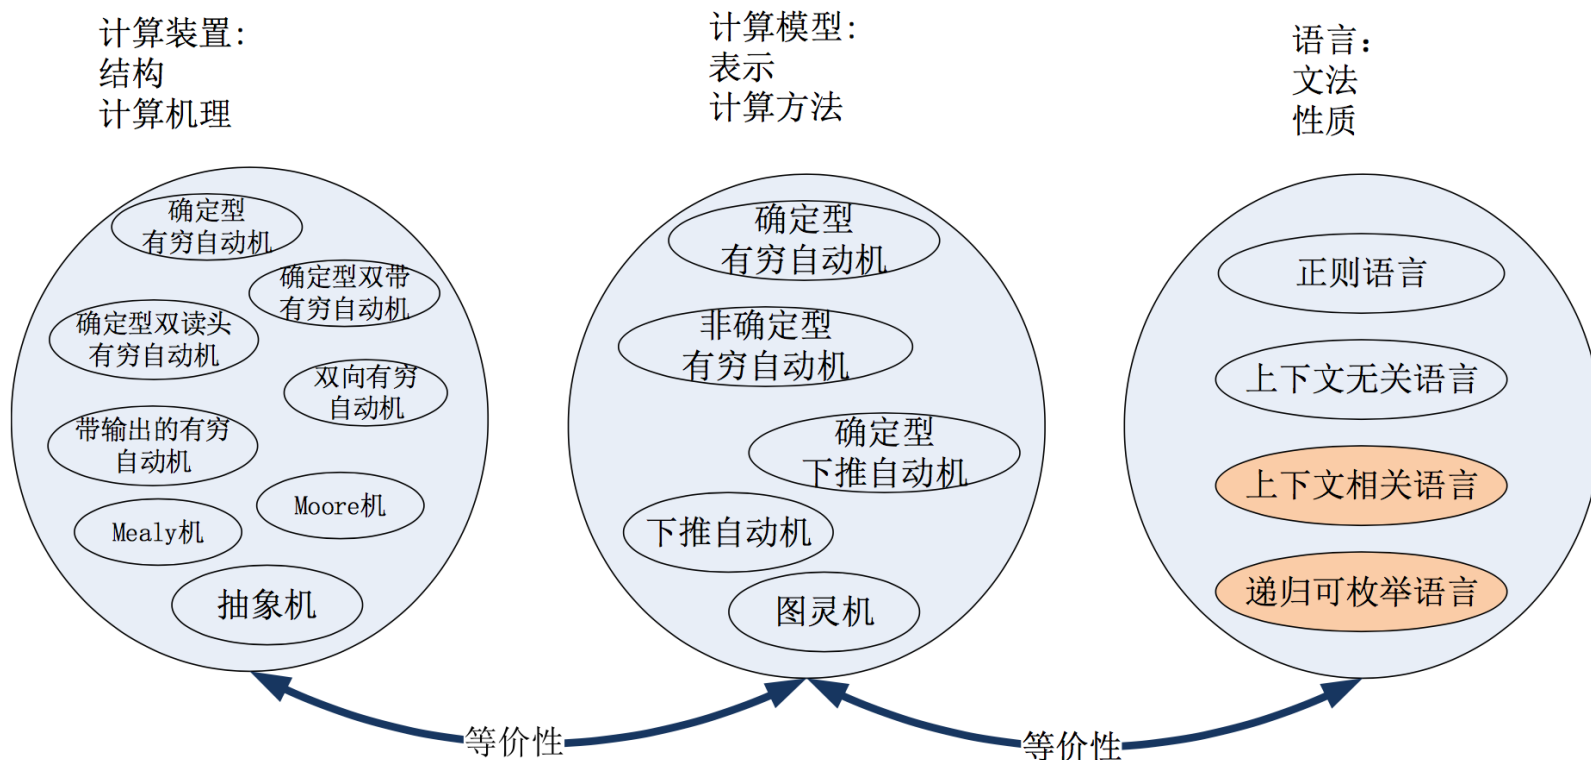 计算装置:
结构
计算机理
计算模型:
表示
计算方法
语言：
文法
性质
确定型
有穷自动机
确定型双带
有穷自动机
确定型双读头
有穷自动机
双向有穷
自动机
带输出的有穷
自动机
Moore机
Mealy机
抽象机
确定型
有穷自动机
非确定型
有穷自动机
确定型
下推自动机
下推自动机
图灵机
正则语言
上下文无关语言
上下文相关语言
递归可枚举语言
等价性
等价性